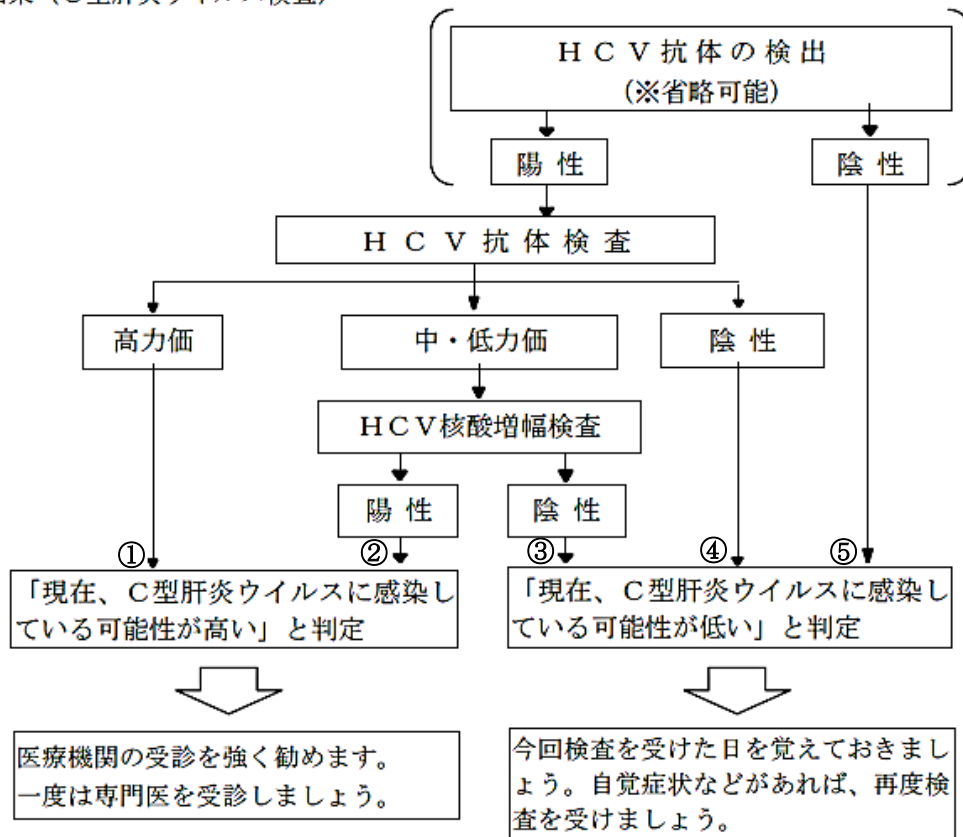 ＨＣＶ抗体の検出
(※省略可能)
陽性
陰性
ＨＣＶ抗体検査
高力価
中・低力価
陰性
ＨＣＶ核酸増幅検査
陽性
陰性
①
②
③
④
⑤
「現在、Ｃ型肝炎ウイルスに感染し
ている可能性が高い」と判定
「現在、Ｃ型肝炎ウイルスに感染し
ている可能性が低い」と判定
医療機関の受診を強く勧めます。
一度は専門医を受診しましょう。
今回検査を受けた日を覚えておきまし
ょう。自覚症状などがあれば、再度検
査を受けましょう。